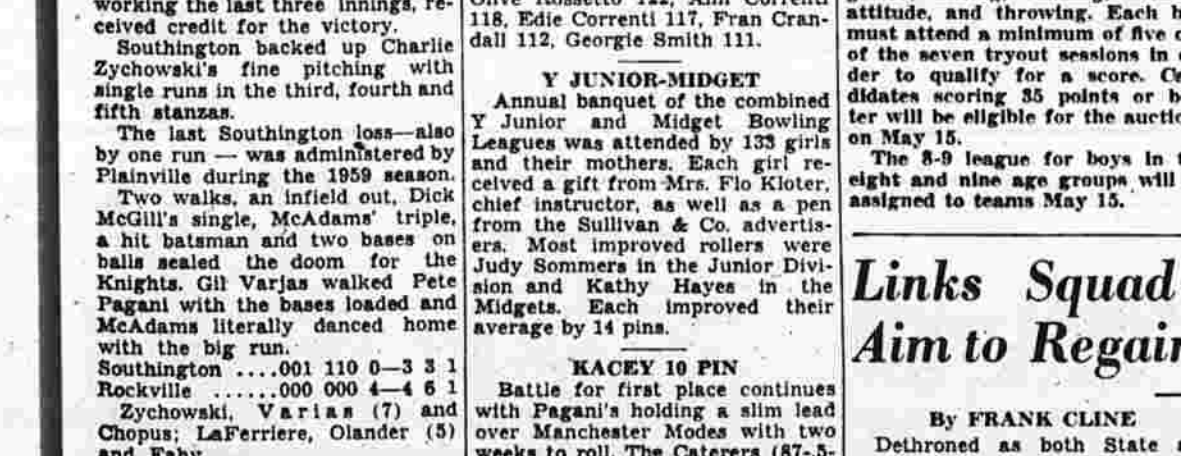 working the last three innings, re-
ceived credit for the victory.
Southington backed up Charlie
Zychowski's fine pitching with
single runs in the third, fourth and
fifth stanzas.
The last Southington loss—also
by one run — was administered by
Plainville during the 1959 season.
Two walks, an infield out, Dick
McGill's single, McAdams' triple,
a hit batsman and two bases on
balls sealed the doom for the
Knights. Gil Varjas walked Pete
Pagani with the bases loaded and
McAdams literally danced home
with the big run.
Southington ....001 110 0—3 3 1
Rockville ......000 000 4—4 6 1
Zychowski, Varias (7) and
Chopus; LaFerriere, Olander (5)
and Fahy.
118, Edie Correnti 117, Fran Cran-
dall 112, Georgie Smith 111.
Y JUNIOR-MIDGET
Annual banquet of the combined
Y Junior and Midget Bowling
Leagues was attended by 133 girls
and their mothers. Each girl re-
ceived a gift from Mrs. Flo Kloter,
chief instructor, as well as a pen
from the Sullivan & Co. advertis-
ers. Most improved rollers were
Judy Sommers in the Junior Divi-
sion and Kathy Hayes in the
Midgets. Each improved their
average by 14 pins.
KACEY 10 PIN
Battle for first place continues
with Pagani's holding a slim lead
over Manchester Modes with two
weeks to roll. The Caterers (87-.5-
attitude, and throwing. Each
must attend a minimum of five
of the seven tryout sessions in
der to qualify for a score.
didates scoring 35 points or
ter will be eligible for the
on May 15.
The 8-9 league for boys in
eight and nine age groups will
assigned to teams May 15.
Links Squad
Aim to Regain
By FRANK CLINE
Dethroned as both State